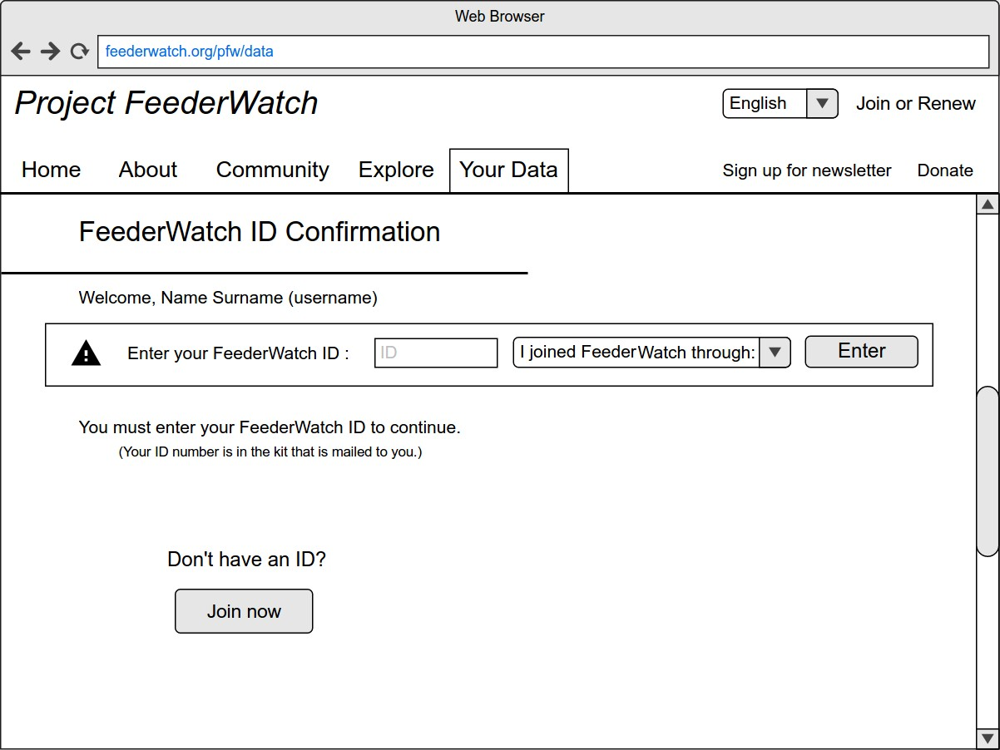 Web Browser
feederwatch.org/pfw/data
Project FeederWatch
English
Join or Renew
Home About Community Explore Your Data Sign up for newsletter Donate
FeederWatch ID Confirmation
Welcome, Name Surname (username)
Enter your FeederWatch ID : ID I joined FeederWatch through: Enter
You must enter your FeederWatch ID to continue.
(Your ID number is in the kit that is mailed to you.)
Don't have an ID?
Join now